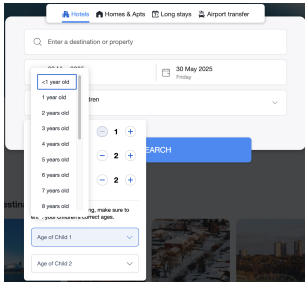 Hotels Homes & Apts Long stays Airport transfer
Enter a destination or property
30 May 2025
Friday
<1 year old
1 year old
2 years old
3 years old
4 years old
5 years old
6 years old
7 years old
8 years old
1
2
2
your children's correct ages.
Age of Child 1
Age of Child 2